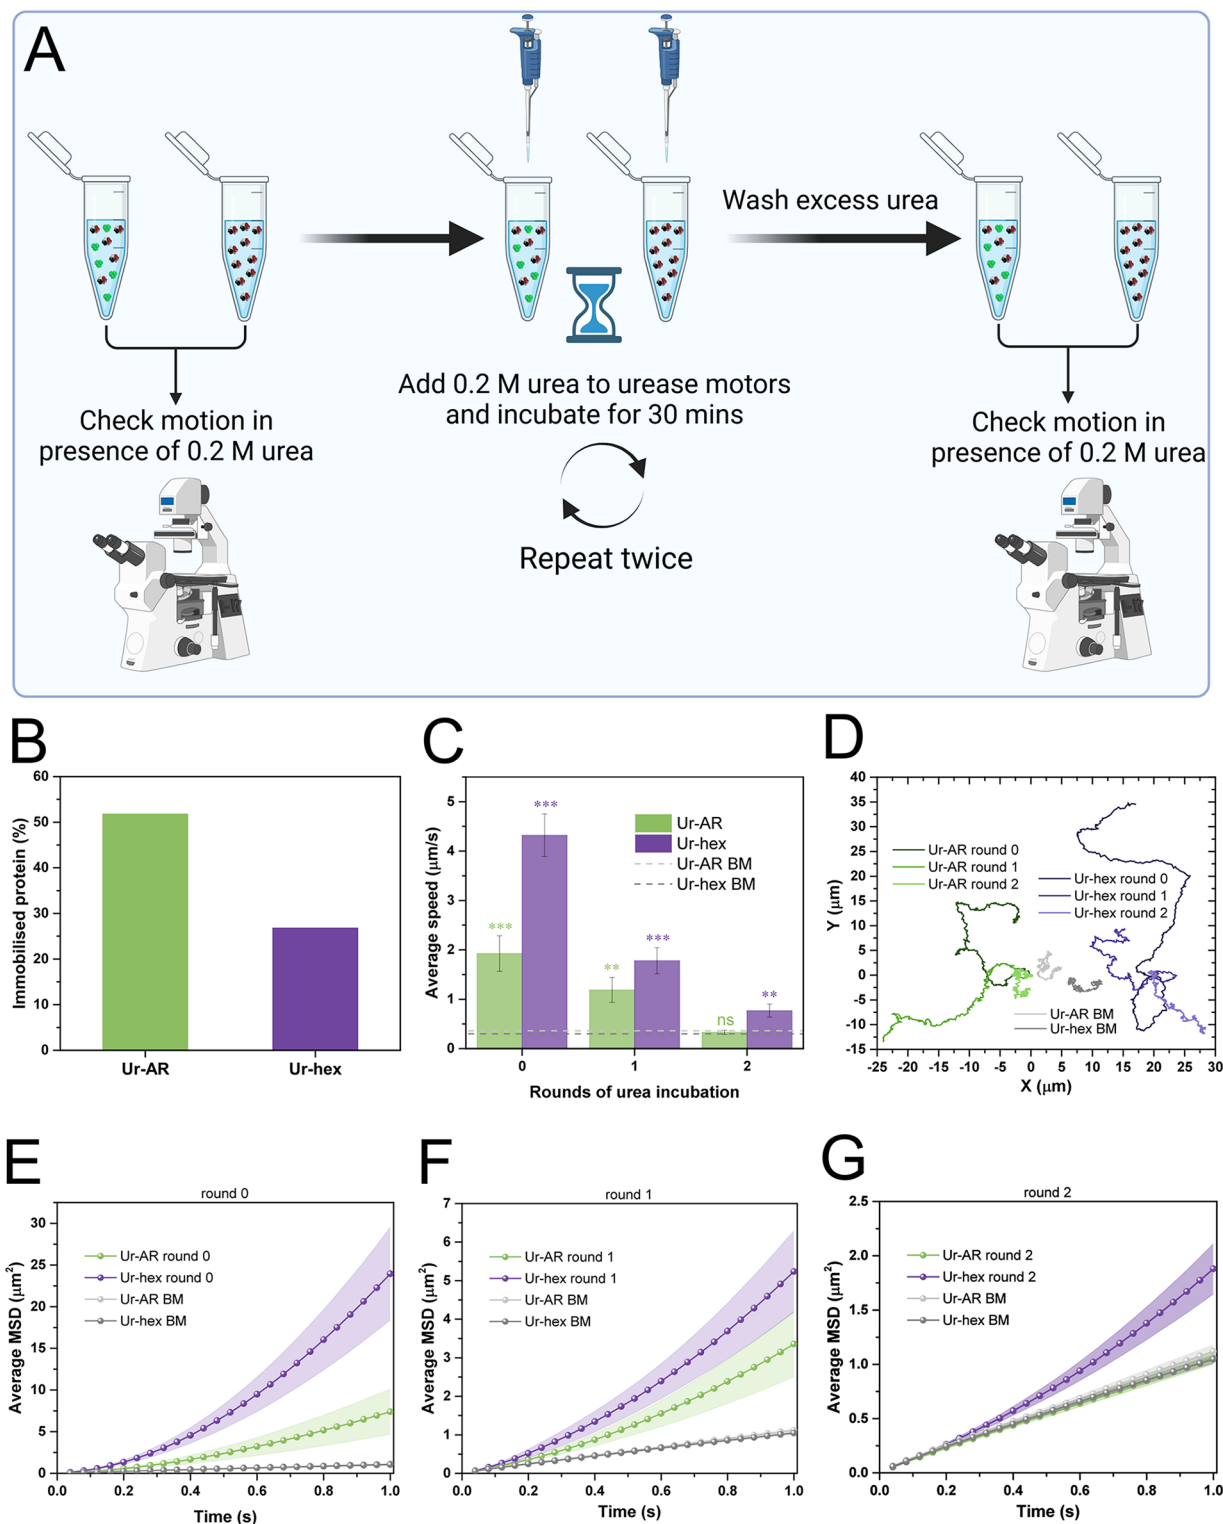 A
Wash excess urea
Add 0.2 M urea to urease motors
and incubate for 30 mins
Check motion in
presence of 0.2 M urea
Repeat twice
Check motion in
presence of 0.2 M urea
B
Immobilised protein (%)
60
50
40
30
20
10
0
Ur-AR
Ur-hex
C
Average speed (μm/s)
5
4
3
2
1
0
***
***
**
***
ns
**
Ur-AR
Ur-hex
Ur-AR BM
Ur-hex BM
0
1
2
Rounds of urea incubation
D
Y (μm)
40
35
30
25
20
15
10
5
0
-5
-10
-15
Ur-AR round 0
Ur-AR round 1
Ur-AR round 2
Ur-hex round 0
Ur-hex round 1
Ur-hex round 2
Ur-AR BM
Ur-hex BM
-25 -20 -15 -10 -5 0 5 10 15 20 25 30
X (μm)
E
round 0
Average MSD (μm²)
30
25
20
15
10
5
0
Ur-AR round 0
Ur-hex round 0
Ur-AR BM
Ur-hex BM
0.0 0.2 0.4 0.6 0.8 1.0
Time (s)
F
round 1
Average MSD (μm²)
7
6
5
4
3
2
1
0
Ur-AR round 1
Ur-hex round 1
Ur-AR BM
Ur-hex BM
0.0 0.2 0.4 0.6 0.8 1.0
Time (s)
G
round 2
Average MSD (μm²)
2.5
2.0
1.5
1.0
0.5
0.0
Ur-AR round 2
Ur-hex round 2
Ur-AR BM
Ur-hex BM
0.0 0.2 0.4 0.6 0.8 1.0
Time (s)